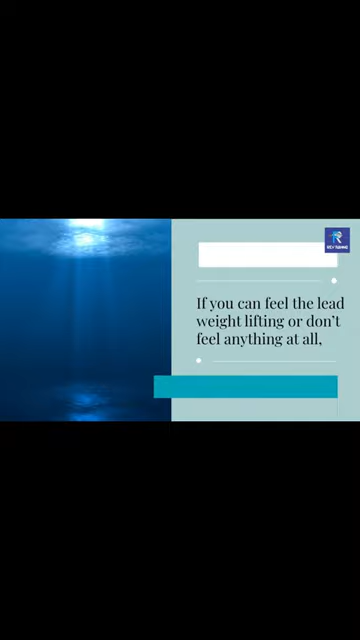 If you can feel the lead
weight lifting or don't
feel anything at all,